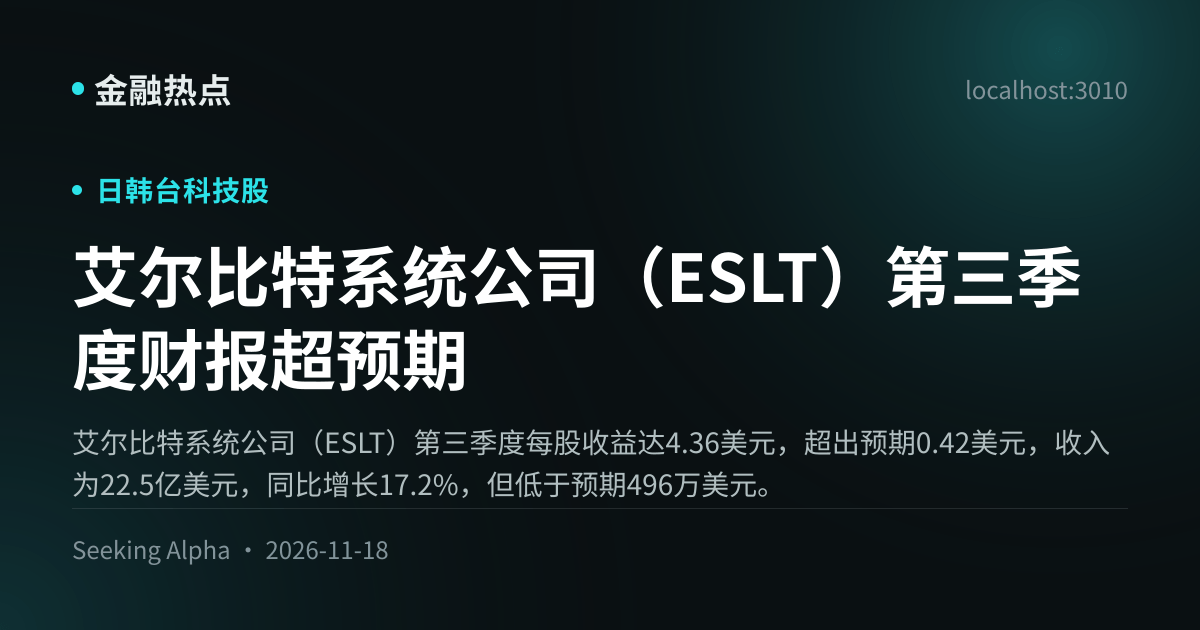 金融热点
localhost:3010
日韩台科技股
艾尔比特系统公司（ESLT）第三季
度财报超预期
艾尔比特系统公司（ESLT）第三季度每股收益达4.36美元，超出预期0.42美元，收入
为22.5亿美元，同比增长17.2%，但低于预期496万美元。
Seeking Alpha · 2026-11-18